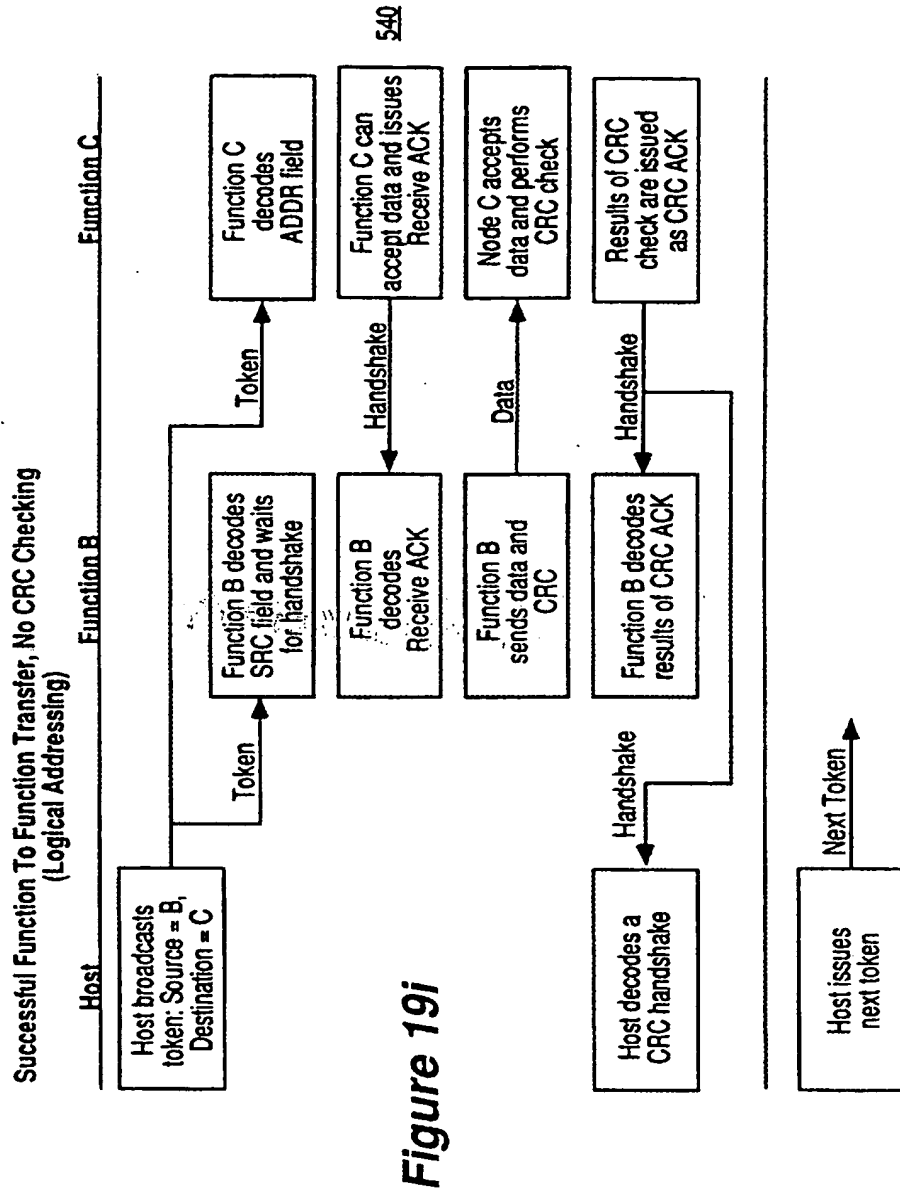 Successful Function To Function Transfer, No CRC Checking
(Logical Addressing)
Host
Function B
Function C
Host broadcasts
token: Source = B,
Destination = C
Token
Token
Function B decodes
SRC field and waits
for handshake
Function C
decodes
ADDR field
Function B
decodes
Receive ACK
Handshake
Function C can
accept data and issues
Receive ACK
540
Function B
sends data and
CRC
Data
Node C accepts
data and performs
CRC check
Host decodes a
CRC handshake
Handshake
Function B decodes
results of CRC ACK
Handshake
Results of CRC
check are issued
as CRC ACK
Host issues
next token
Next Token
Figure 19i